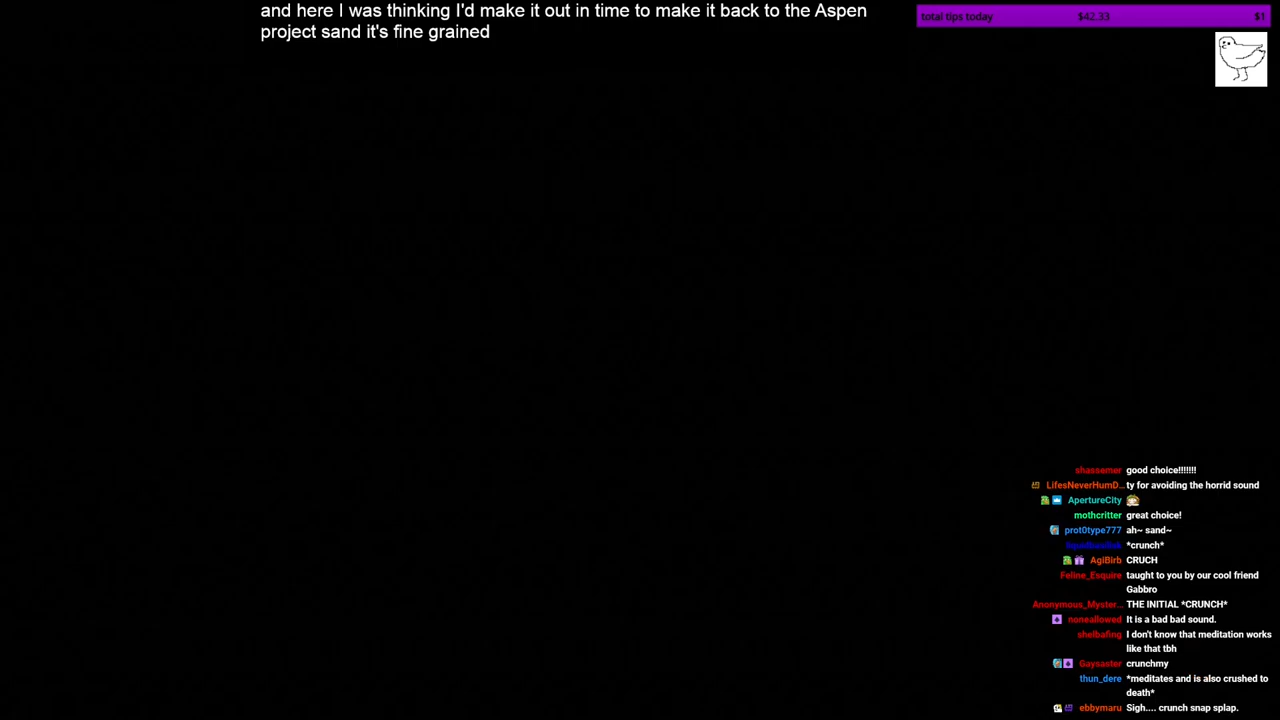 and here I was thinking I'd make it out in time to make it back to the Aspen
project sand it's fine grained
total tips today $42.33 $1
shassemer good choice!!!!!!!
LifesNeverHumD... ty for avoiding the horrid sound
ApertureCity
mothcritter great choice!
prot0type777 ah~ sand~
*crunch*
AgiBirb CRUCH
Feline_Esquire taught to you by our cool friend
Gabbro
Anonymous_Myster... THE INITIAL *CRUNCH*
noneallowed It is a bad bad sound.
shelbafing I don't know that meditation works
like that tbh
Gaysaster crunchmy
thun_dere *meditates and is also crushed to
death*
ebbymaru Sigh.... crunch snap splap.